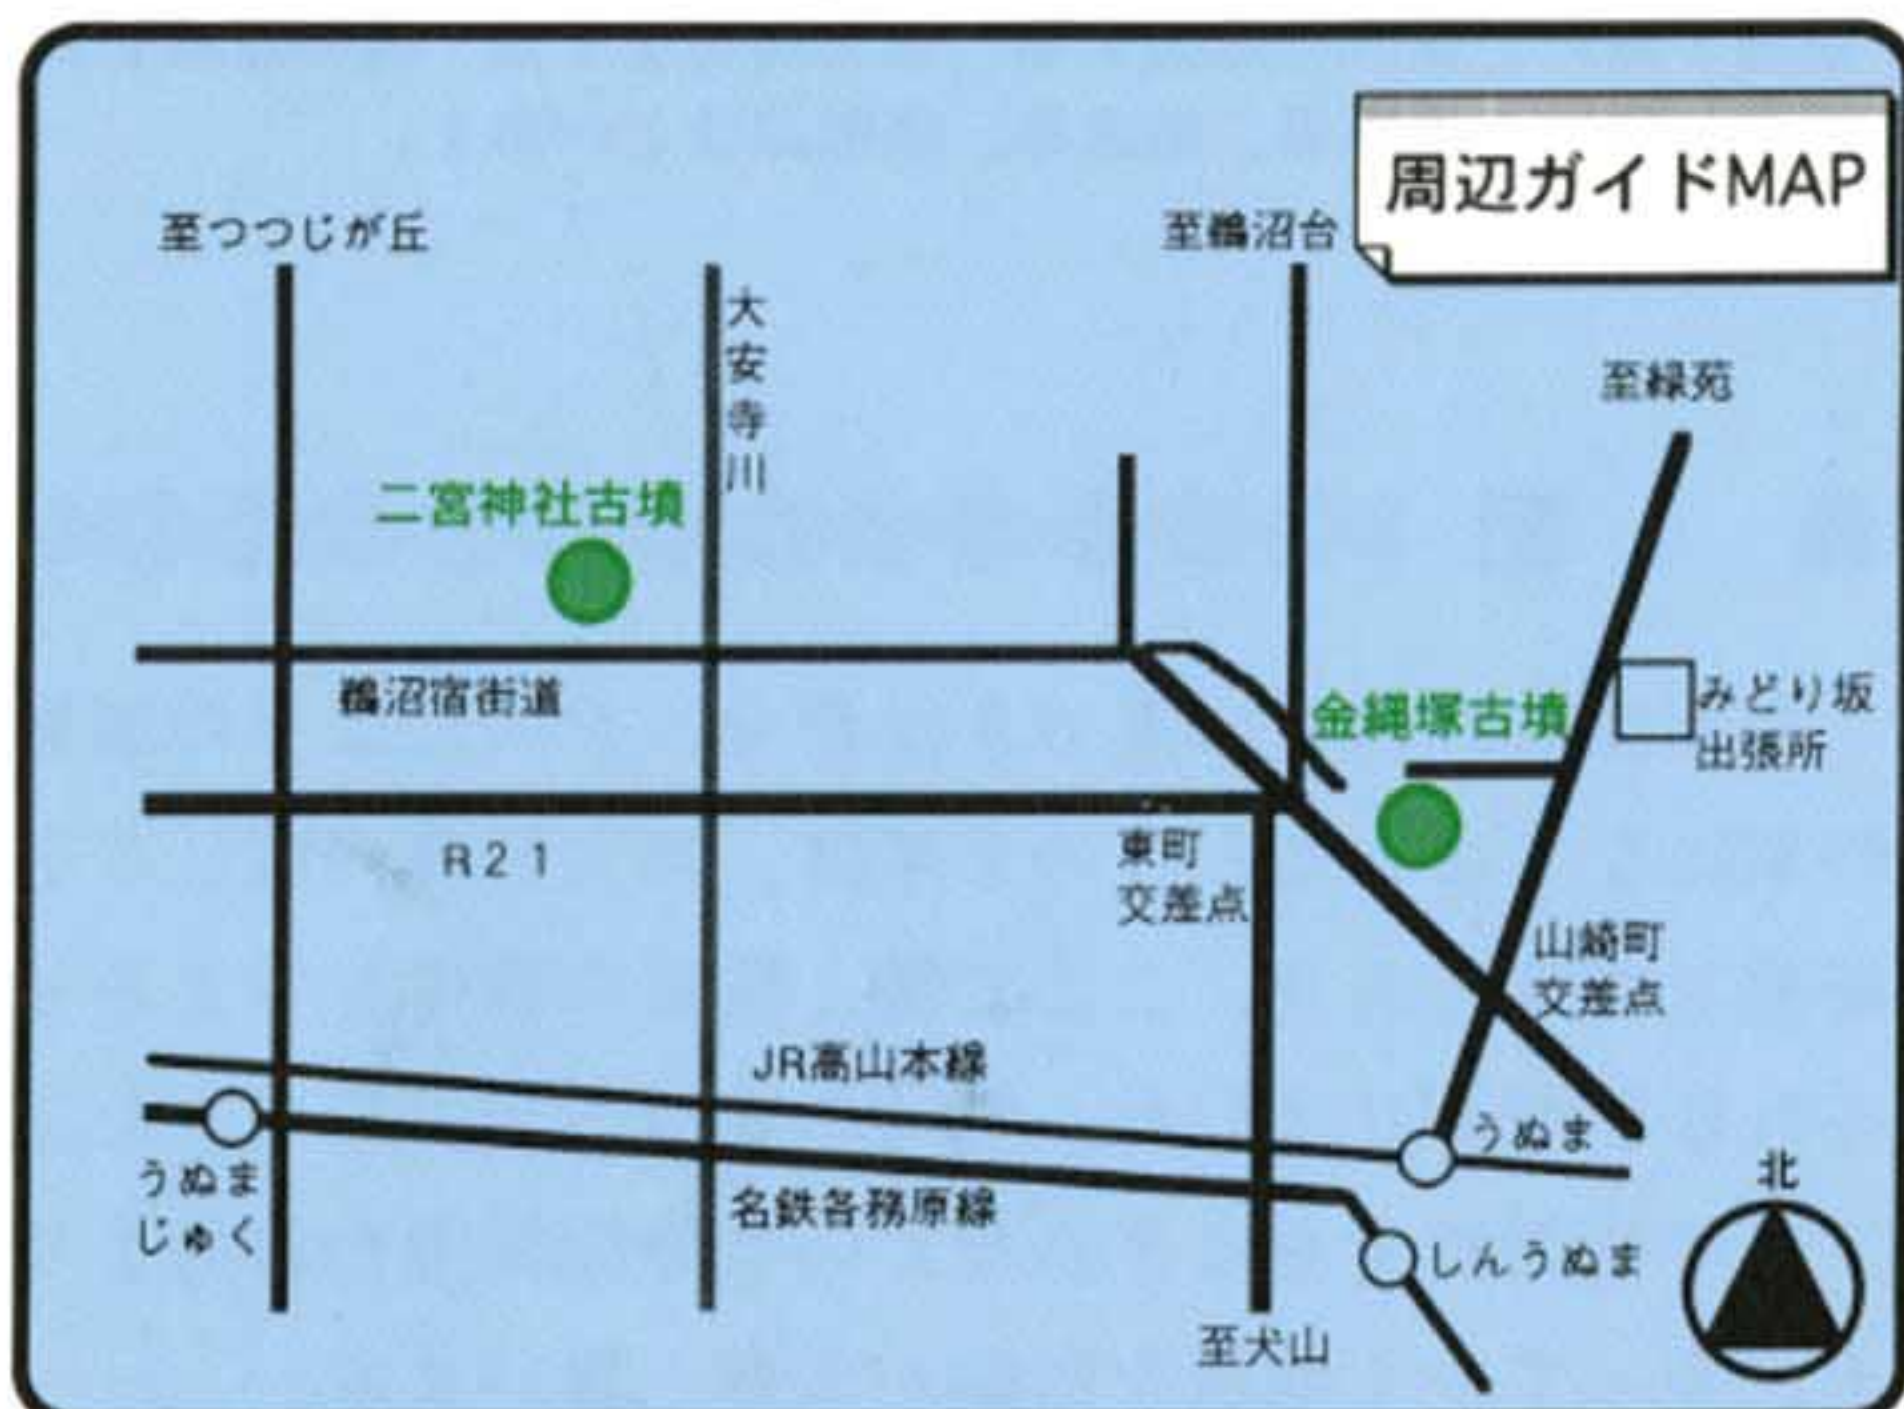 周辺ガイドMAP
至つつじが丘
大安寺川
至鵜沼台
至緑苑
二宮神社古墳
鵜沼宿街道
金縄塚古墳
みどり坂
出張所
R21
東町
交差点
山崎町
交差点
JR高山本線
うぬま
うぬま
じゅく
名鉄各務原線
しんうぬま
北
至犬山